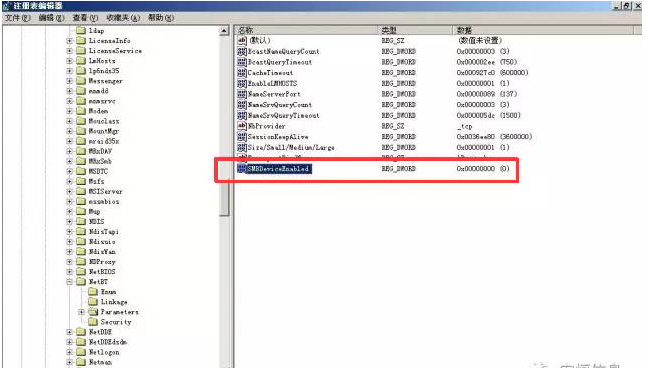 注册表编辑器
文件(F) 编辑(E) 查看(V) 收藏夹(A) 帮助(H)
ldap
LicenseInfo
LicenseService
LmHosts
lp6nds35
Messenger
mnmdd
mnmsrvc
Modem
Mouclass
MountMgr
mraid35x
MRxDAV
MRxSmb
MSDTC
Msfs
MSIServer
mssmbios
Mup
NDIS
NdisTapi
Ndisuio
NdisWan
NDProxy
NetBIOS
NetBT
Enum
Linkage
Parameters
Security
NetDDE
NetDDEdsdm
Netlogon
Netman
名称 类型 数据
(默认) REG_SZ (数值未设置)
BcastNameQueryCount REG_DWORD 0x00000003 (3)
BcastQueryTimeout REG_DWORD 0x000002ee (750)
CacheTimeout REG_DWORD 0x000927c0 (600000)
EnableLMHOSTS REG_DWORD 0x00000001 (1)
NameServerPort REG_DWORD 0x00000089 (137)
NameSrvQueryCount REG_DWORD 0x00000003 (3)
NameSrvQueryTimeout REG_DWORD 0x000005dc (1500)
NbProvider REG_SZ _tcp
SessionKeepAlive REG_DWORD 0x0036ee80 (3600000)
Size/Small/Medium/Large REG_DWORD 0x00000001 (1)
SMBDeviceEnabled REG_DWORD 0x00000000 (0)